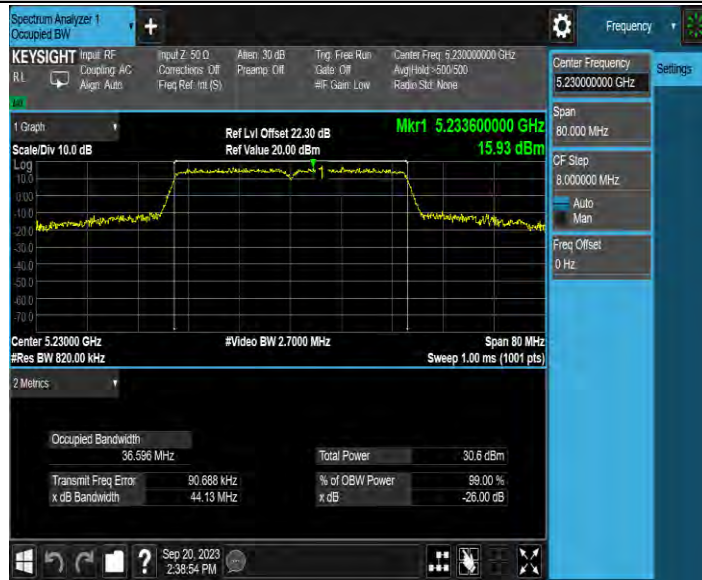 Spectrum Analyzer 1
Occupied BW
+
Frequency
KEYSIGHT Input: RF
R L Coupling: AC
Align: Auto
Input Z: 50 Ω
Corrections: Off
Freq Ref: Int (S)
Atten: 30 dB
Preamp: Off
Trig: Free Run
Gate: Off
#IF Gain: Low
Center Freq: 5.230000000 GHz
Avg|Hold:>500/500
Radio Std: None
Center Frequency
5.230000000 GHz
Settings
Span
80.000 MHz
CF Step
8.000000 MHz
Auto
Man
Freq Offset
0 Hz
1 Graph
Scale/Div 10.0 dB
Ref Lvl Offset 22.30 dB
Ref Value 20.00 dBm
Mkr1 5.233600000 GHz
15.93 dBm
Log
10.0
0.00
-10.0
-20.0
-30.0
-40.0
-50.0
-60.0
-70.0
1
Center 5.23000 GHz
#Res BW 820.00 kHz
#Video BW 2.7000 MHz
Span 80 MHz
Sweep 1.00 ms (1001 pts)
2 Metrics
Occupied Bandwidth
36.596 MHz
Total Power 30.6 dBm
Transmit Freq Error 90.688 kHz
% of OBW Power 99.00 %
x dB Bandwidth 44.13 MHz
x dB -26.00 dB
?
Sep 20, 2023
2:38:54 PM